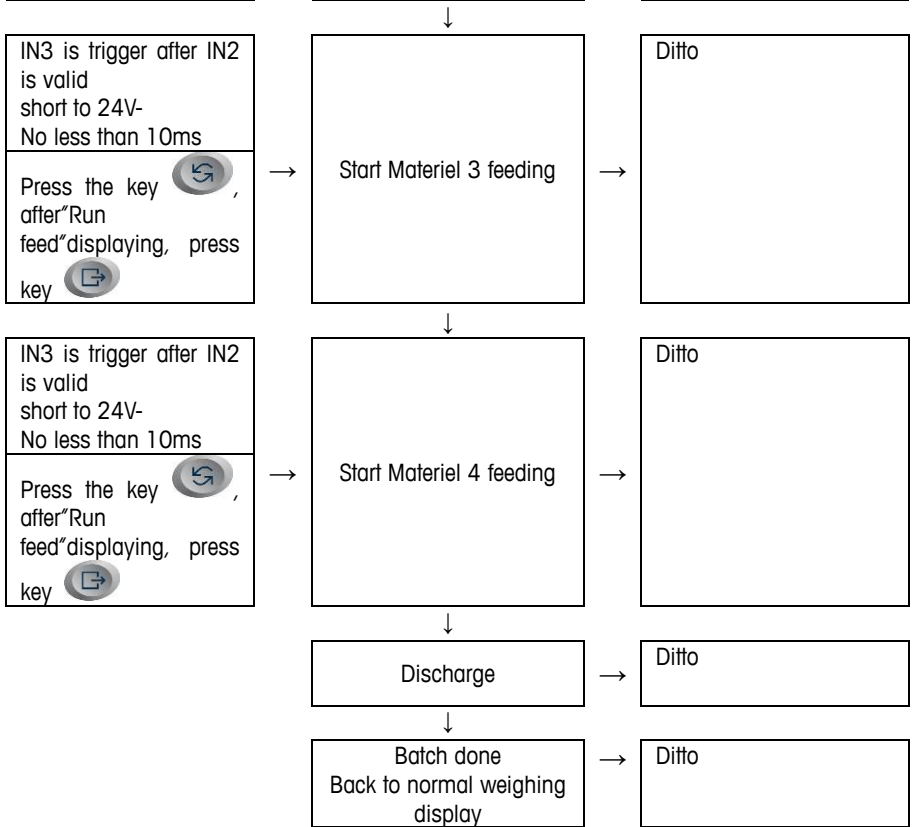 ↓
IN3 is trigger after IN2
is valid
short to 24V-
No less than 10ms
Press the key ,
after"Run
feed"displaying, press
key
→
Start Materiel 3 feeding
→
Ditto
↓
IN3 is trigger after IN2
is valid
short to 24V-
No less than 10ms
Press the key ,
after"Run
feed"displaying, press
key
→
Start Materiel 4 feeding
→
Ditto
↓
Discharge
→
Ditto
↓
Batch done
Back to normal weighing
display
→
Ditto